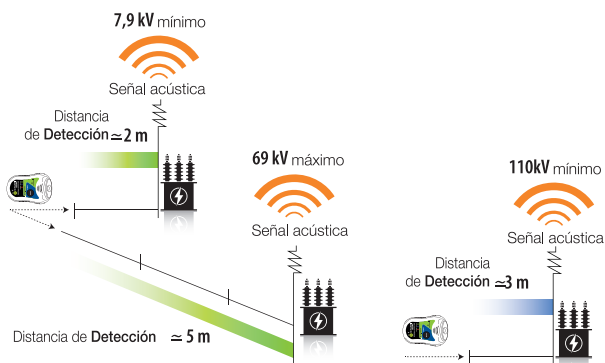 7,9 kV mínimo
Señal acústica
Distancia
de Detección ≃ 2 m
69 kV máximo
Señal acústica
Distancia de Detección ≃ 5 m
110kV mínimo
Señal acústica
Distancia
de Detección ≃3 m